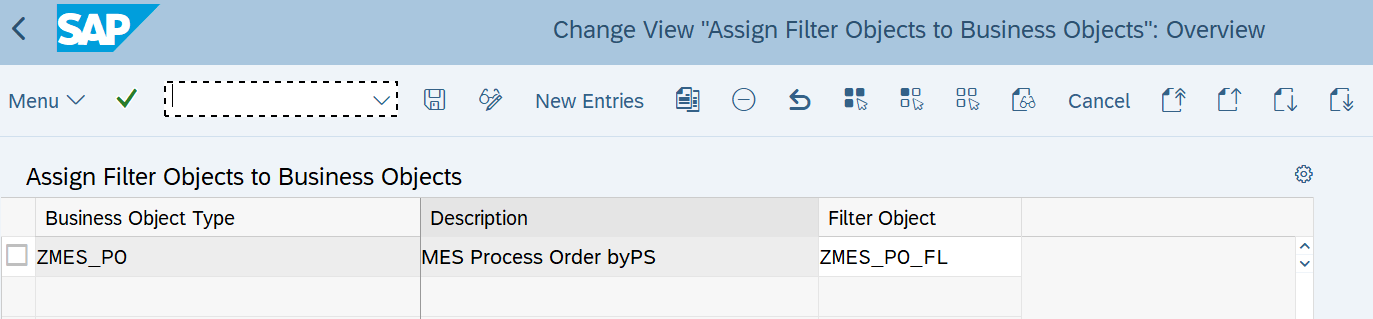 SAP
Change View "Assign Filter Objects to Business Objects": Overview
Menu
New Entries
Cancel
Assign Filter Objects to Business Objects
Business Object Type Description Filter Object
ZMES_PO MES Process Order byPS ZMES_PO_FL